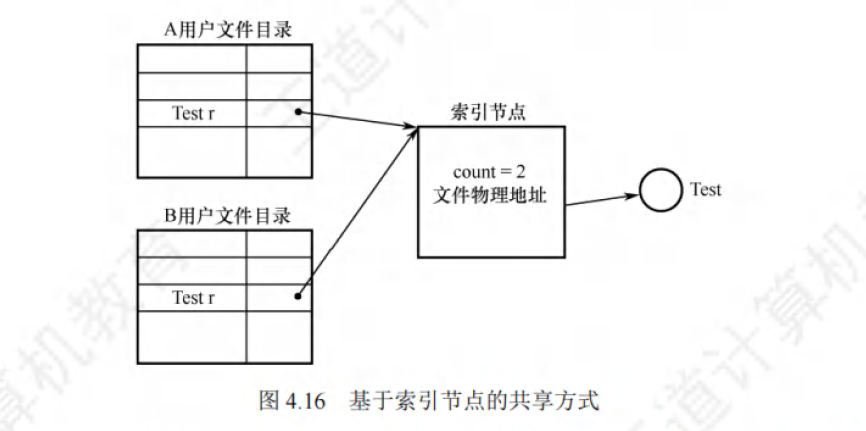 A用户文件目录
Test r
索引节点
count = 2
文件物理地址
Test
B用户文件目录
Test r
图 4.16 基于索引节点的共享方式